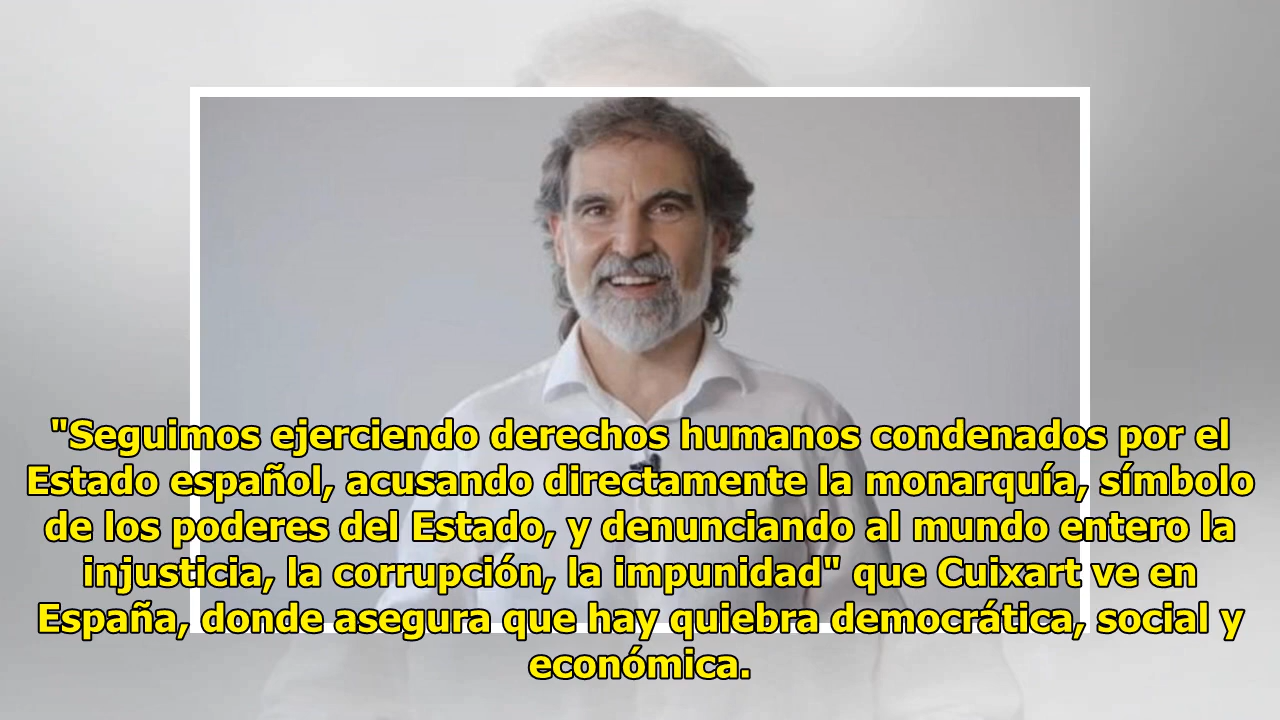 "Seguimos ejerciendo derechos humanos condenados por el
Estado español, acusando directamente la monarquía, símbolo
de los poderes del Estado, y denunciando al mundo entero la
injusticia, la corrupción, la impunidad" que Cuixart ve en
España, donde asegura que hay quiebra democrática, social y
económica.